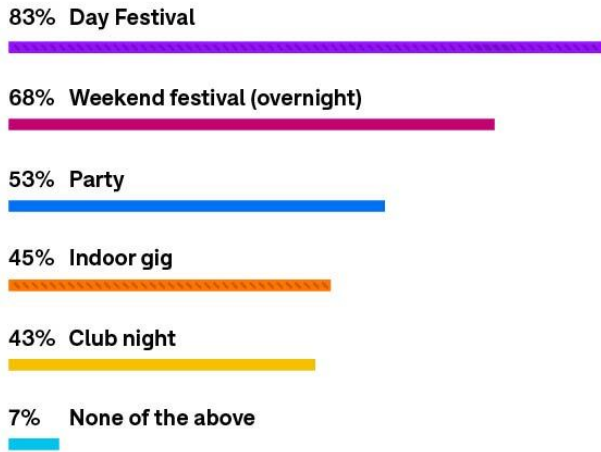 83% Day Festival
68% Weekend festival (overnight)
53% Party
45% Indoor gig
43% Club night
7% None of the above